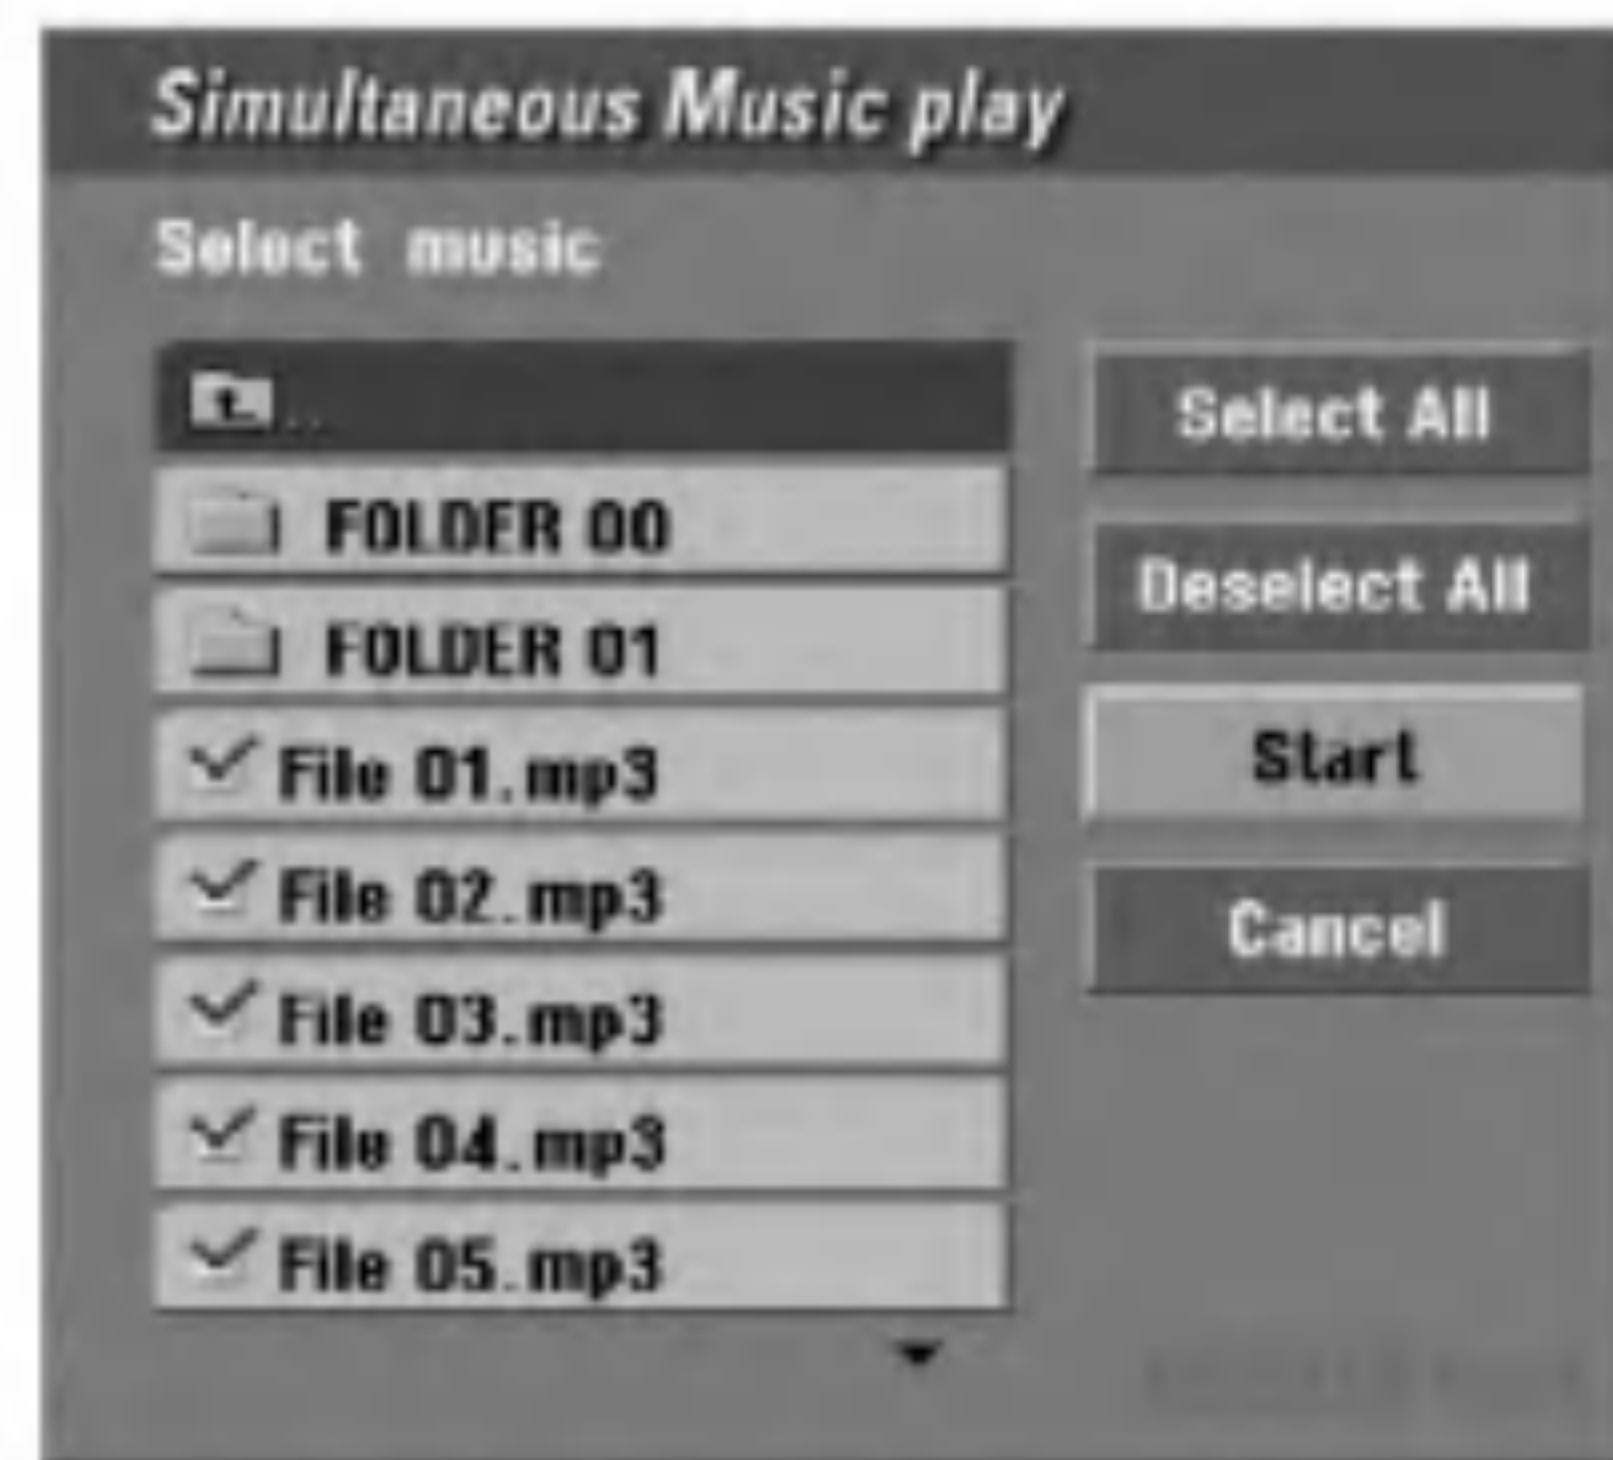 Simultaneous Music play
Select music
..
FOLDER 00
FOLDER 01
File 01.mp3
File 02.mp3
File 03.mp3
File 04.mp3
File 05.mp3
Select All
Deselect All
Start
Cancel